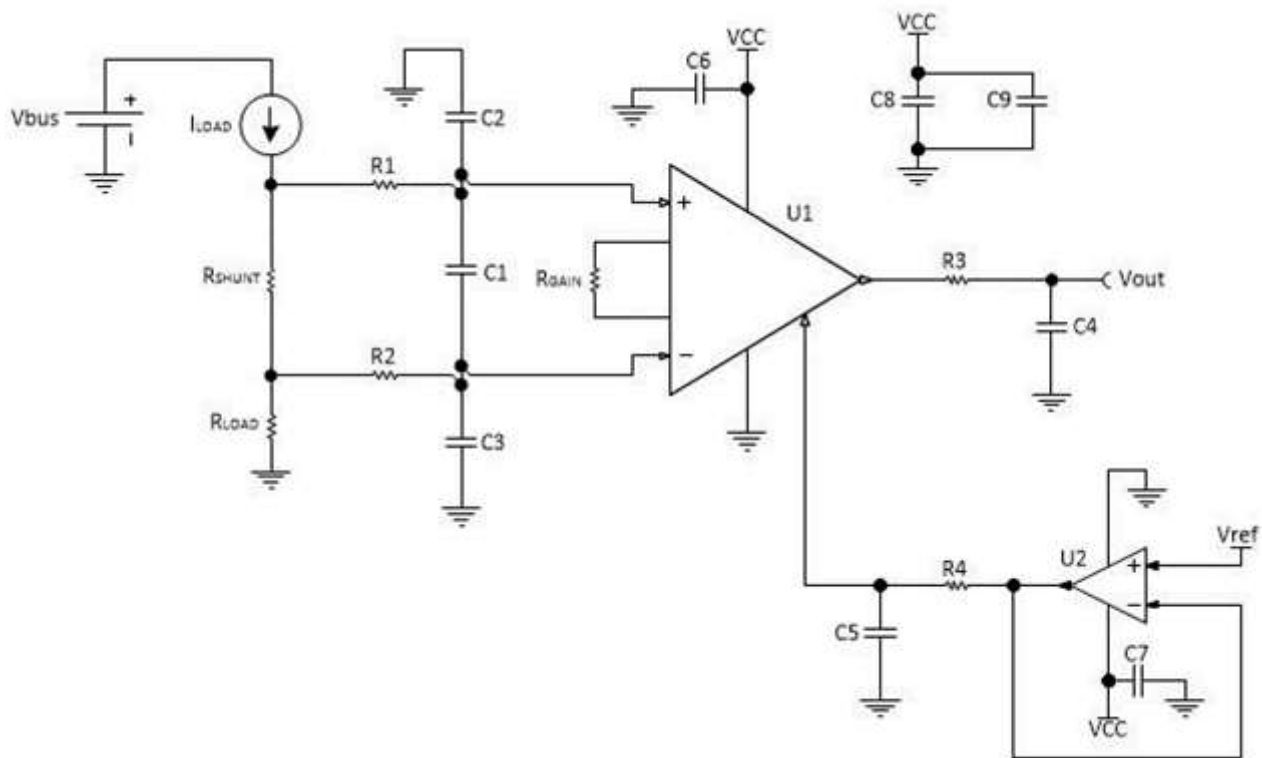 VCC
VCC
C6
C8
C9
Vbus
+
I
ILOAD
C2
R1
+
U1
RSHUNT
C1
RGAIN
R3
Vout
C4
R2
−
RLOAD
C3
Vref
U2
+
R4
−
C5
C7
VCC